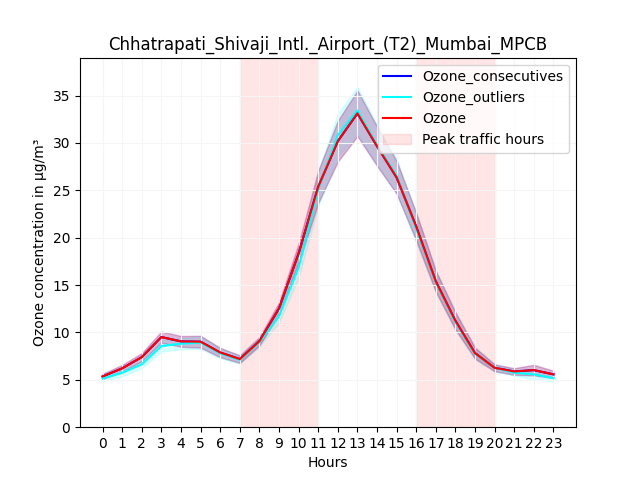 Chhatrapati_Shivaji_Intl._Airport_(T2)_Mumbai_MPCB
Ozone_consecutives
Ozone_outliers
Ozone
Peak traffic hours
Ozone concentration in µg/m³
35
30
25
20
15
10
5
0
0 1 2 3 4 5 6 7 8 9 10 11 12 13 14 15 16 17 18 19 20 21 22 23
Hours